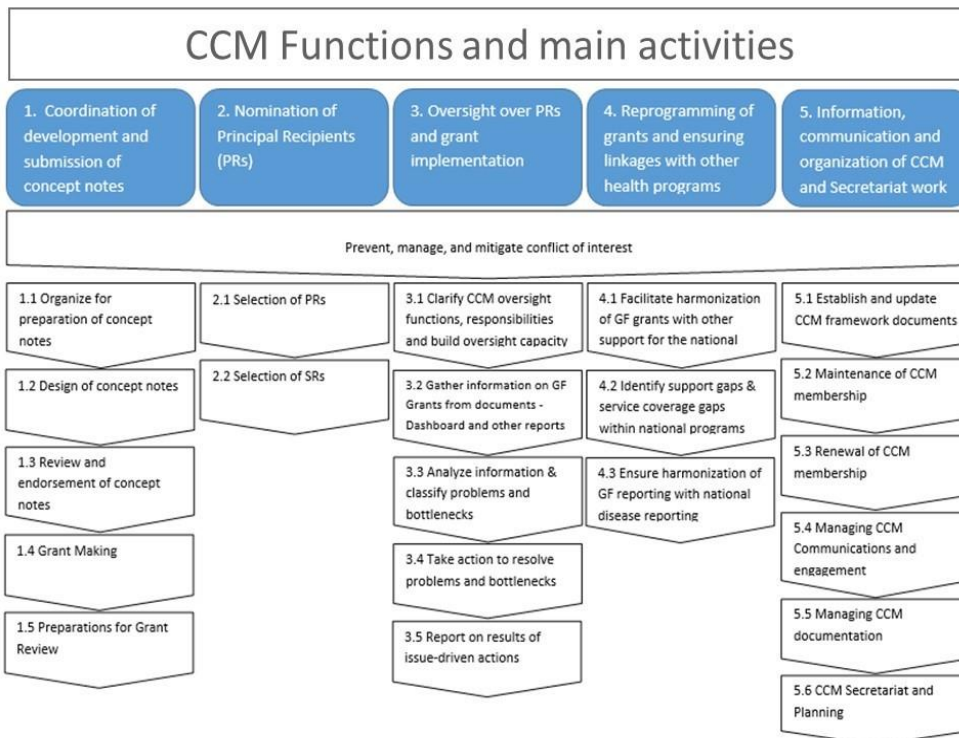 CCM Functions and main activities
1. Coordination of
development and
submission of
concept notes
2. Nomination of
Principal Recipients
(PRs)
3. Oversight over PRs
and grant
implementation
4. Reprogramming of
grants and ensuring
linkages with other
health programs
5. Information,
communication and
organization of CCM
and Secretariat work
Prevent, manage, and mitigate conflict of interest
1.1 Organize for
preparation of concept
notes
1.2 Design of concept notes
1.3 Review and
endorsement of concept
notes
1.4 Grant Making
1.5 Preparations for Grant
Review
2.1 Selection of PRs
2.2 Selection of SRs
3.1 Clarify CCM oversight
functions, responsibilities
and build oversight capacity
3.2 Gather information on GF
Grants from documents -
Dashboard and other reports
3.3 Analyze information &
classify problems and
bottlenecks
3.4 Take action to resolve
problems and bottlenecks
3.5 Report on results of
issue-driven actions
4.1 Facilitate harmonization
of GF grants with other
support for the national
4.2 Identify support gaps &
service coverage gaps
within national programs
4.3 Ensure harmonization of
GF reporting with national
disease reporting
5.1 Establish and update
CCM framework documents
5.2 Maintenance of CCM
membership
5.3 Renewal of CCM
membership
5.4 Managing CCM
Communications and
engagement
5.5 Managing CCM
documentation
5.6 CCM Secretariat and
Planning